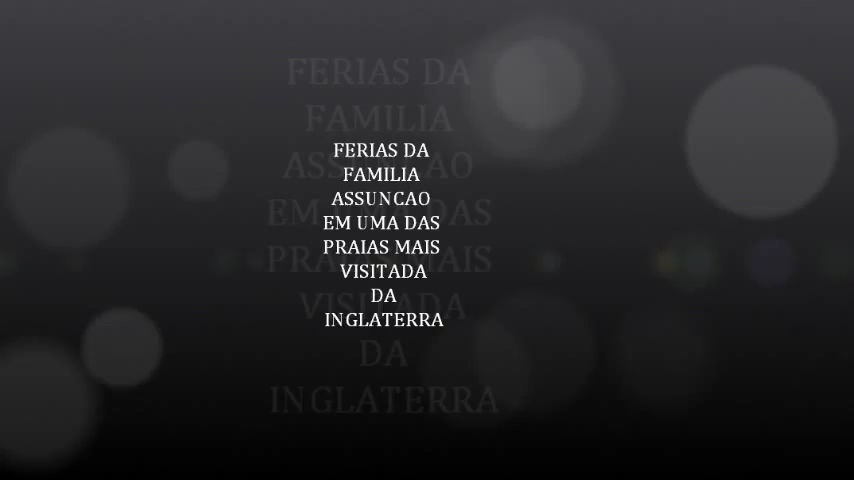 FERIAS DA
FAMILIA
ASSUNCAO
EM UMA DAS
PRAIAS MAIS
VISITADA
DA
INGLATERRA